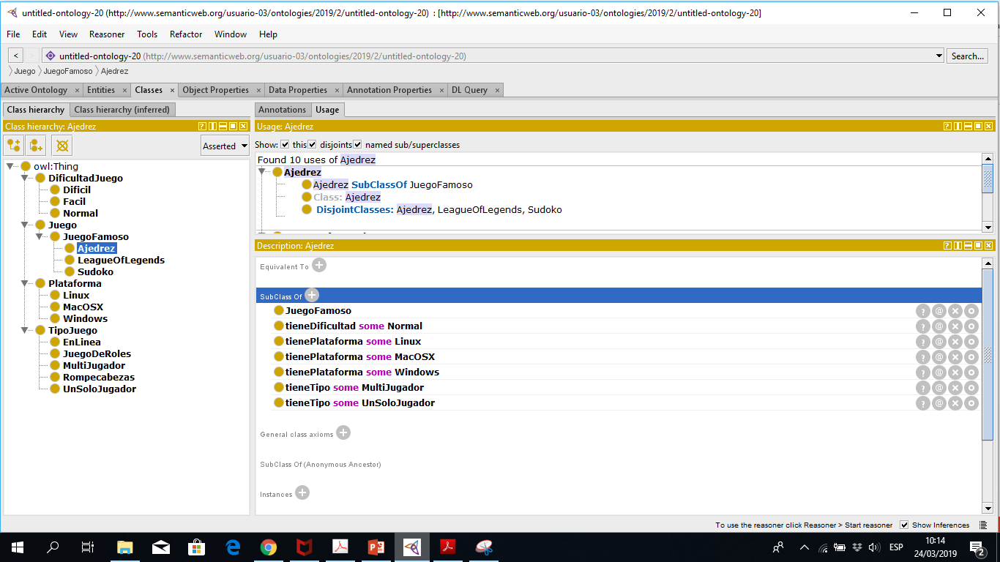 untitled-ontology-20 (http://www.semanticweb.org/usuario-03/ontologies/2019/2/untitled-ontology-20) : [http://www.semanticweb.org/usuario-03/ontologies/2019/2/untitled-ontology-20]
File Edit View Reasoner Tools Refactor Window Help
< > untitled-ontology-20 (http://www.semanticweb.org/usuario-03/ontologies/2019/2/untitled-ontology-20) Search...
Juego JuegoFamoso Ajedrez
Active Ontology × Entities × Classes × Object Properties × Data Properties × Annotation Properties × DL Query ×
Class hierarchy Class hierarchy (inferred)
Class hierarchy: Ajedrez
Asserted
owl:Thing
DificultadJuego
Dificil
Facil
Normal
Juego
JuegoFamoso
Ajedrez
LeagueOfLegends
Sudoko
Plataforma
Linux
MacOSX
Windows
TipoJuego
EnLinea
JuegoDeRoles
MultiJugador
Rompecabezas
UnSoloJugador
Annotations Usage
Usage: Ajedrez
Show: this disjoints named sub/superclasses
Found 10 uses of Ajedrez
Ajedrez
Ajedrez SubClassOf JuegoFamoso
Class: Ajedrez
DisjointClasses: Ajedrez, LeagueOfLegends, Sudoko
Description: Ajedrez
Equivalent To
SubClass Of
JuegoFamoso
tieneDificultad some Normal
tienePlataforma some Linux
tienePlataforma some MacOSX
tienePlataforma some Windows
tieneTipo some MultiJugador
tieneTipo some UnSoloJugador
General class axioms
SubClass Of (Anonymous Ancestor)
Instances
To use the reasoner click Reasoner > Start reasoner Show Inferences
ESP
10:14
24/03/2019
2